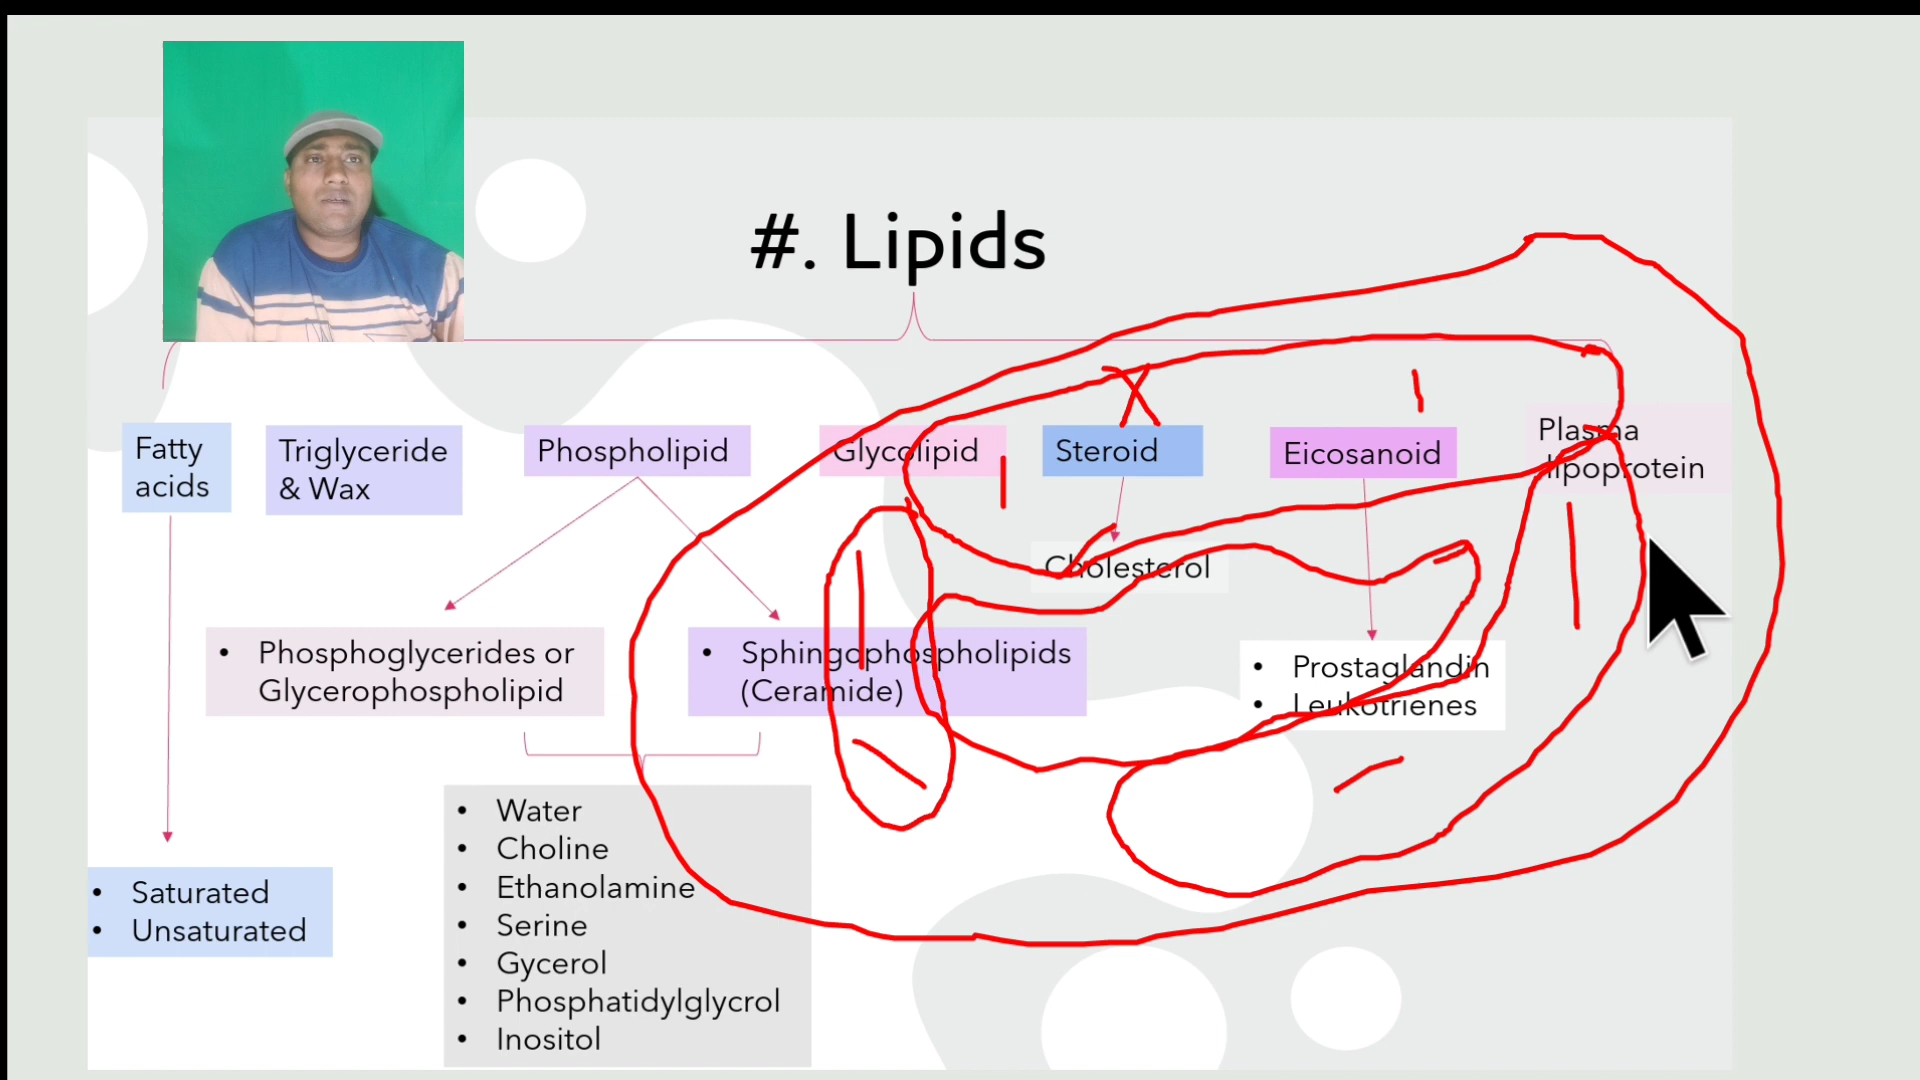 #. Lipids
Fatty
acids
Triglyceride
& Wax
Phospholipid
Glycolipid
Steroid
Eicosanoid
Plasma
lipoprotein
Cholesterol
• Phosphoglycerides or
Glycerophospholipid
• Sphingophospholipids
(Ceramide)
• Prostaglandin
• Leukotrienes
• Water
• Choline
• Ethanolamine
• Serine
• Gycerol
• Phosphatidylglycrol
• Inositol
• Saturated
• Unsaturated